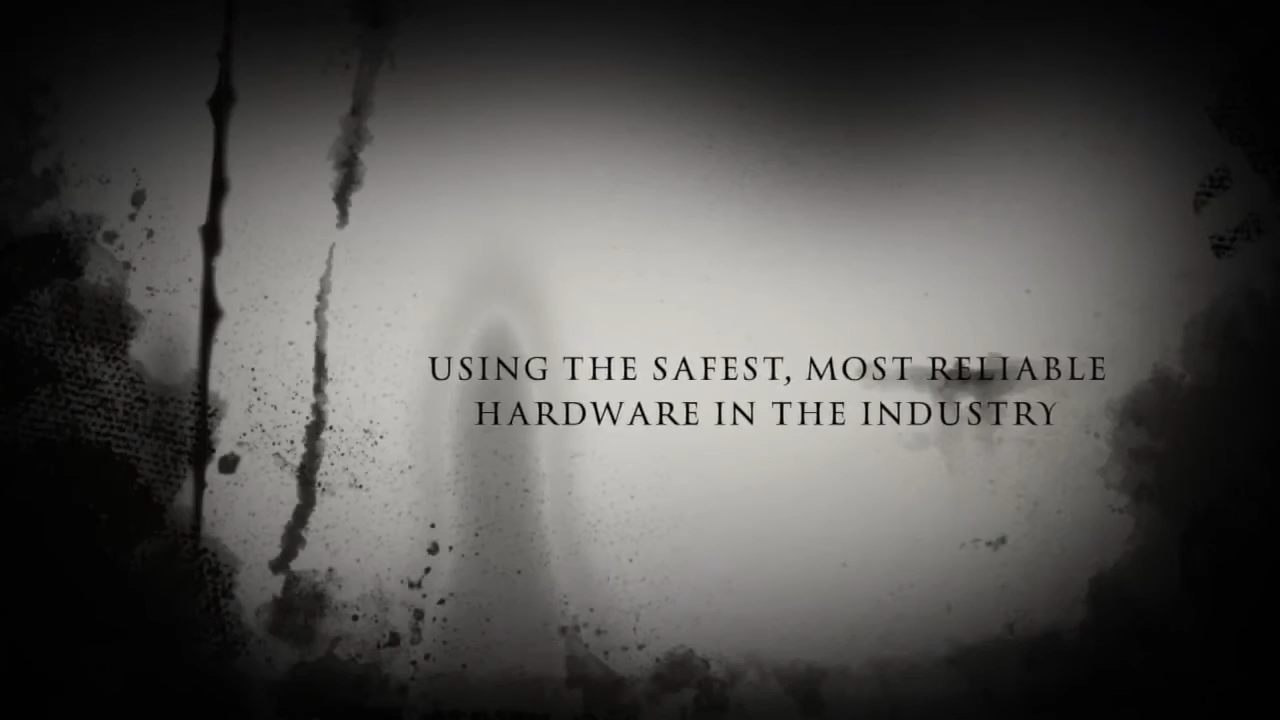 USING THE SAFEST, MOST RELIABLE
HARDWARE IN THE INDUSTRY